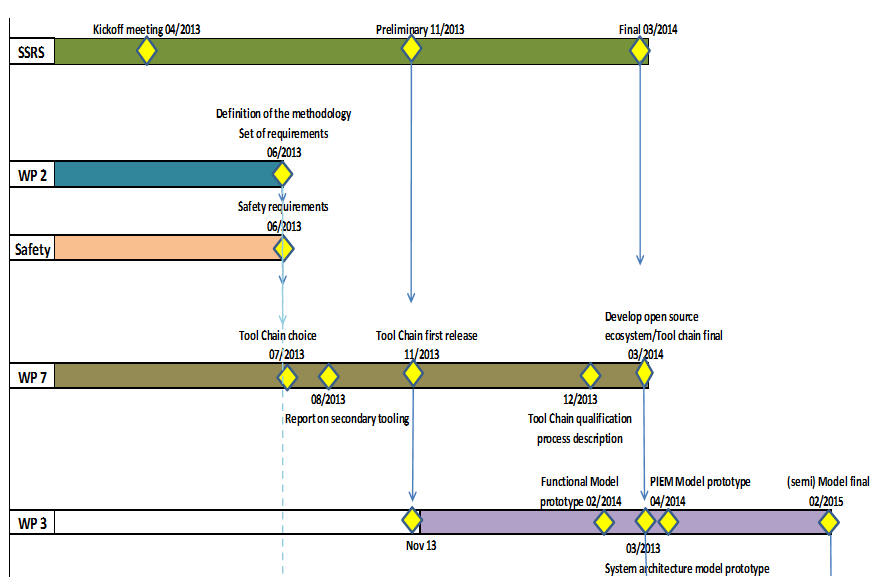 Kickoff meeting 04/2013
Preliminary 11/2013
Final 03/2014
SSRS
Definition of the methodology
Set of requirements
06/2013
WP 2
Safety requirements
06/2013
Safety
Tool Chain choice
07/2013
Tool Chain first release
11/2013
Develop open source
ecosystem/Tool chain final
03/2014
WP 7
08/2013
Report on secondary tooling
12/2013
Tool Chain qualification
process description
Functional Model
prototype 02/2014
PIEM Model prototype
04/2014
(semi) Model final
02/2015
WP 3
Nov 13
03/2013
System architecture model prototype